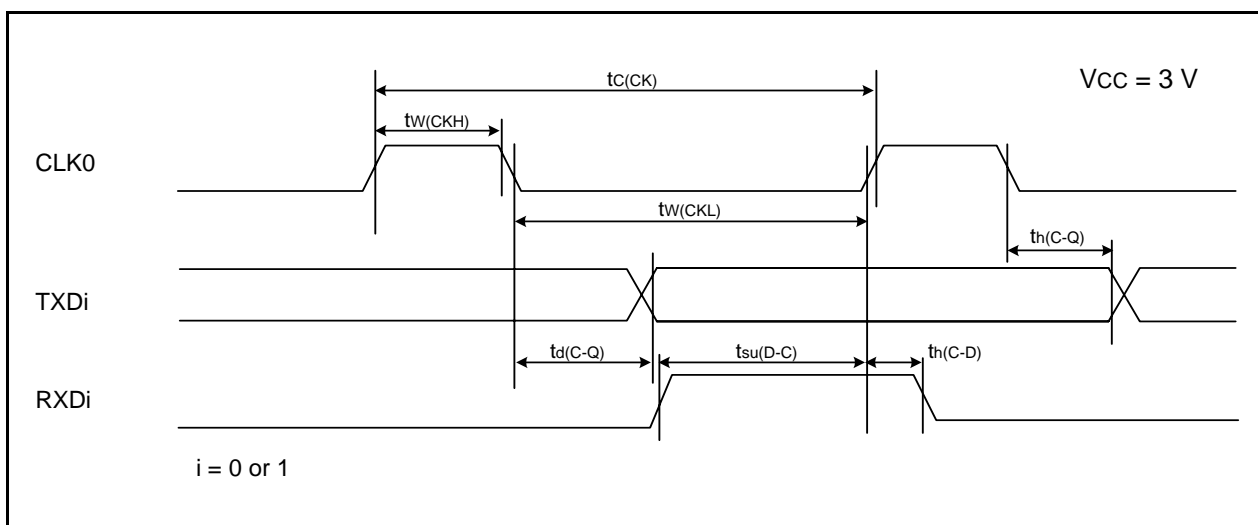 tC(CK)
VCC = 3 V
tW(CKH)
CLK0
tW(CKL)
th(C-Q)
TXDi
td(C-Q)
tsu(D-C)
th(C-D)
RXDi
i = 0 or 1